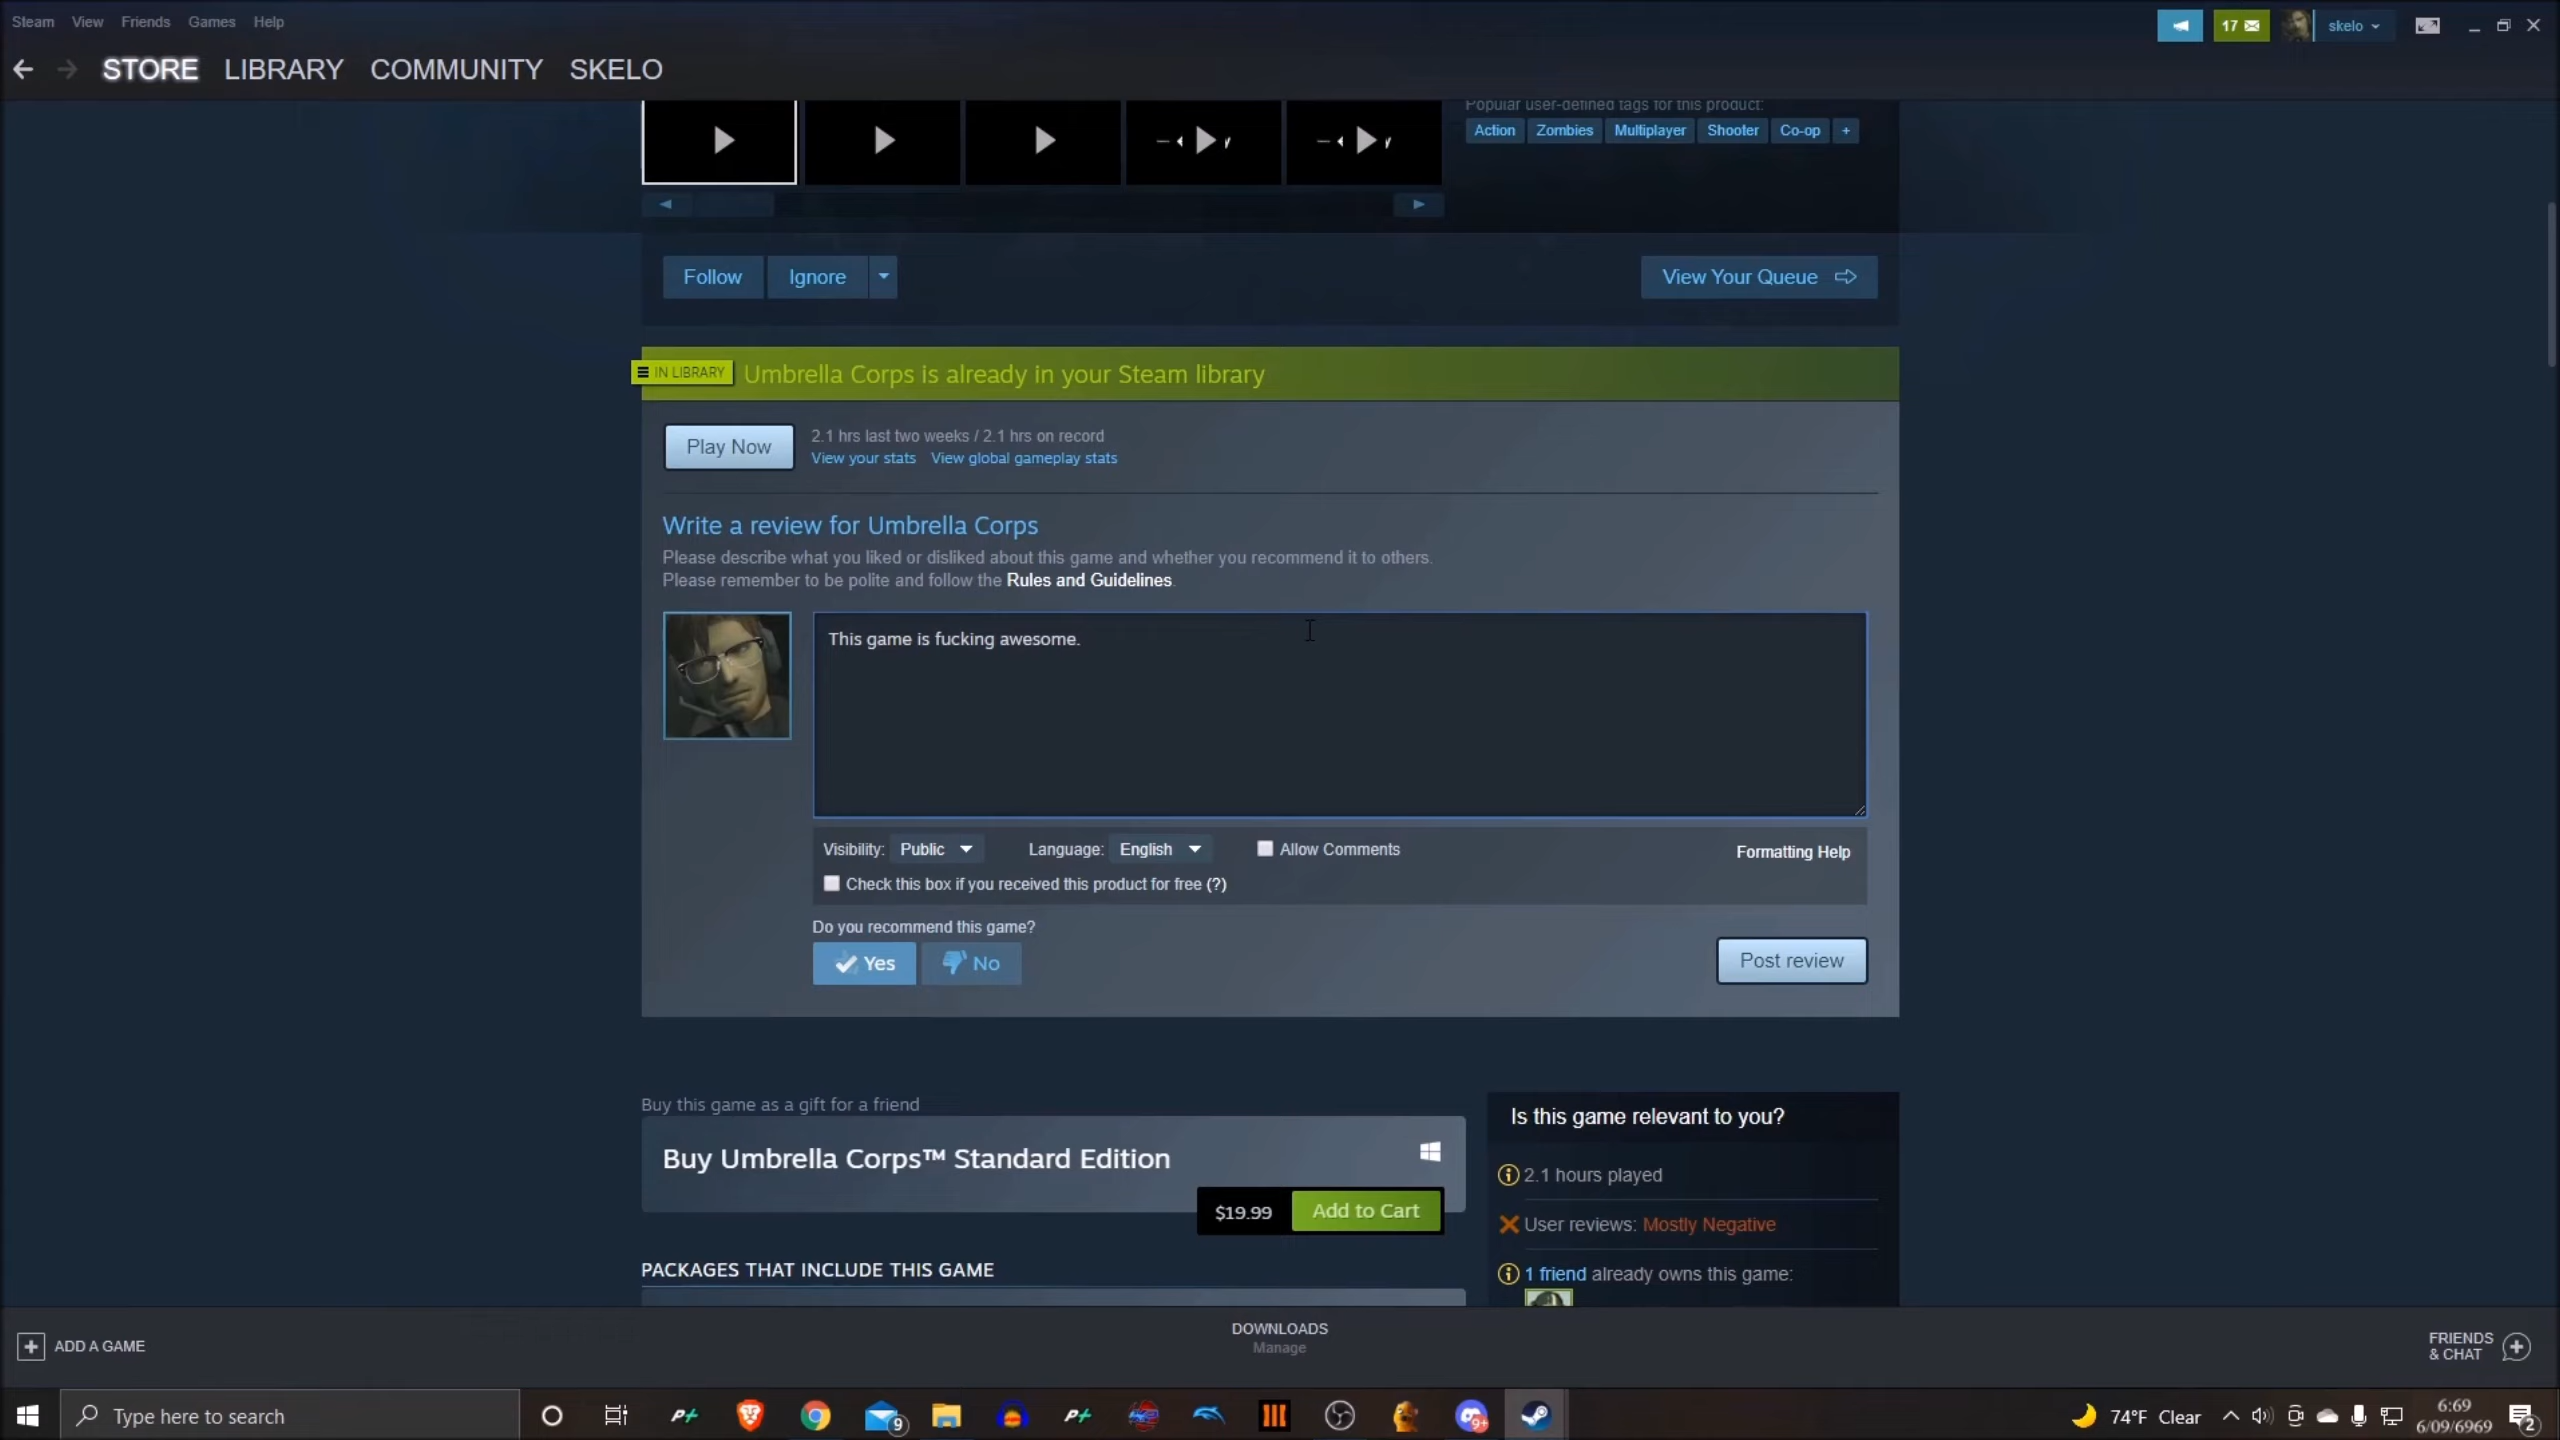 Steam View Friends Games Help
17
skelo
STORE LIBRARY COMMUNITY SKELO
Popular user-defined tags for this product:
Action Zombies Multiplayer Shooter Co-op +
Follow Ignore
View Your Queue
IN LIBRARY
Umbrella Corps is already in your Steam library
Play Now
2.1 hrs last two weeks / 2.1 hrs on record
View your stats View global gameplay stats
Write a review for Umbrella Corps
Please describe what you liked or disliked about this game and whether you recommend it to others.
Please remember to be polite and follow the Rules and Guidelines.
This game is fucking awesome.
Visibility: Public Language: English Allow Comments
Formatting Help
Check this box if you received this product for free (?)
Do you recommend this game?
Yes No
Post review
Buy this game as a gift for a friend
Buy Umbrella Corps™ Standard Edition
$19.99 Add to Cart
PACKAGES THAT INCLUDE THIS GAME
Is this game relevant to you?
2.1 hours played
User reviews: Mostly Negative
1 friend already owns this game:
ADD A GAME
DOWNLOADS
Manage
FRIENDS
& CHAT
Type here to search
9
9+
74°F Clear
6:69
6/09/6969
2